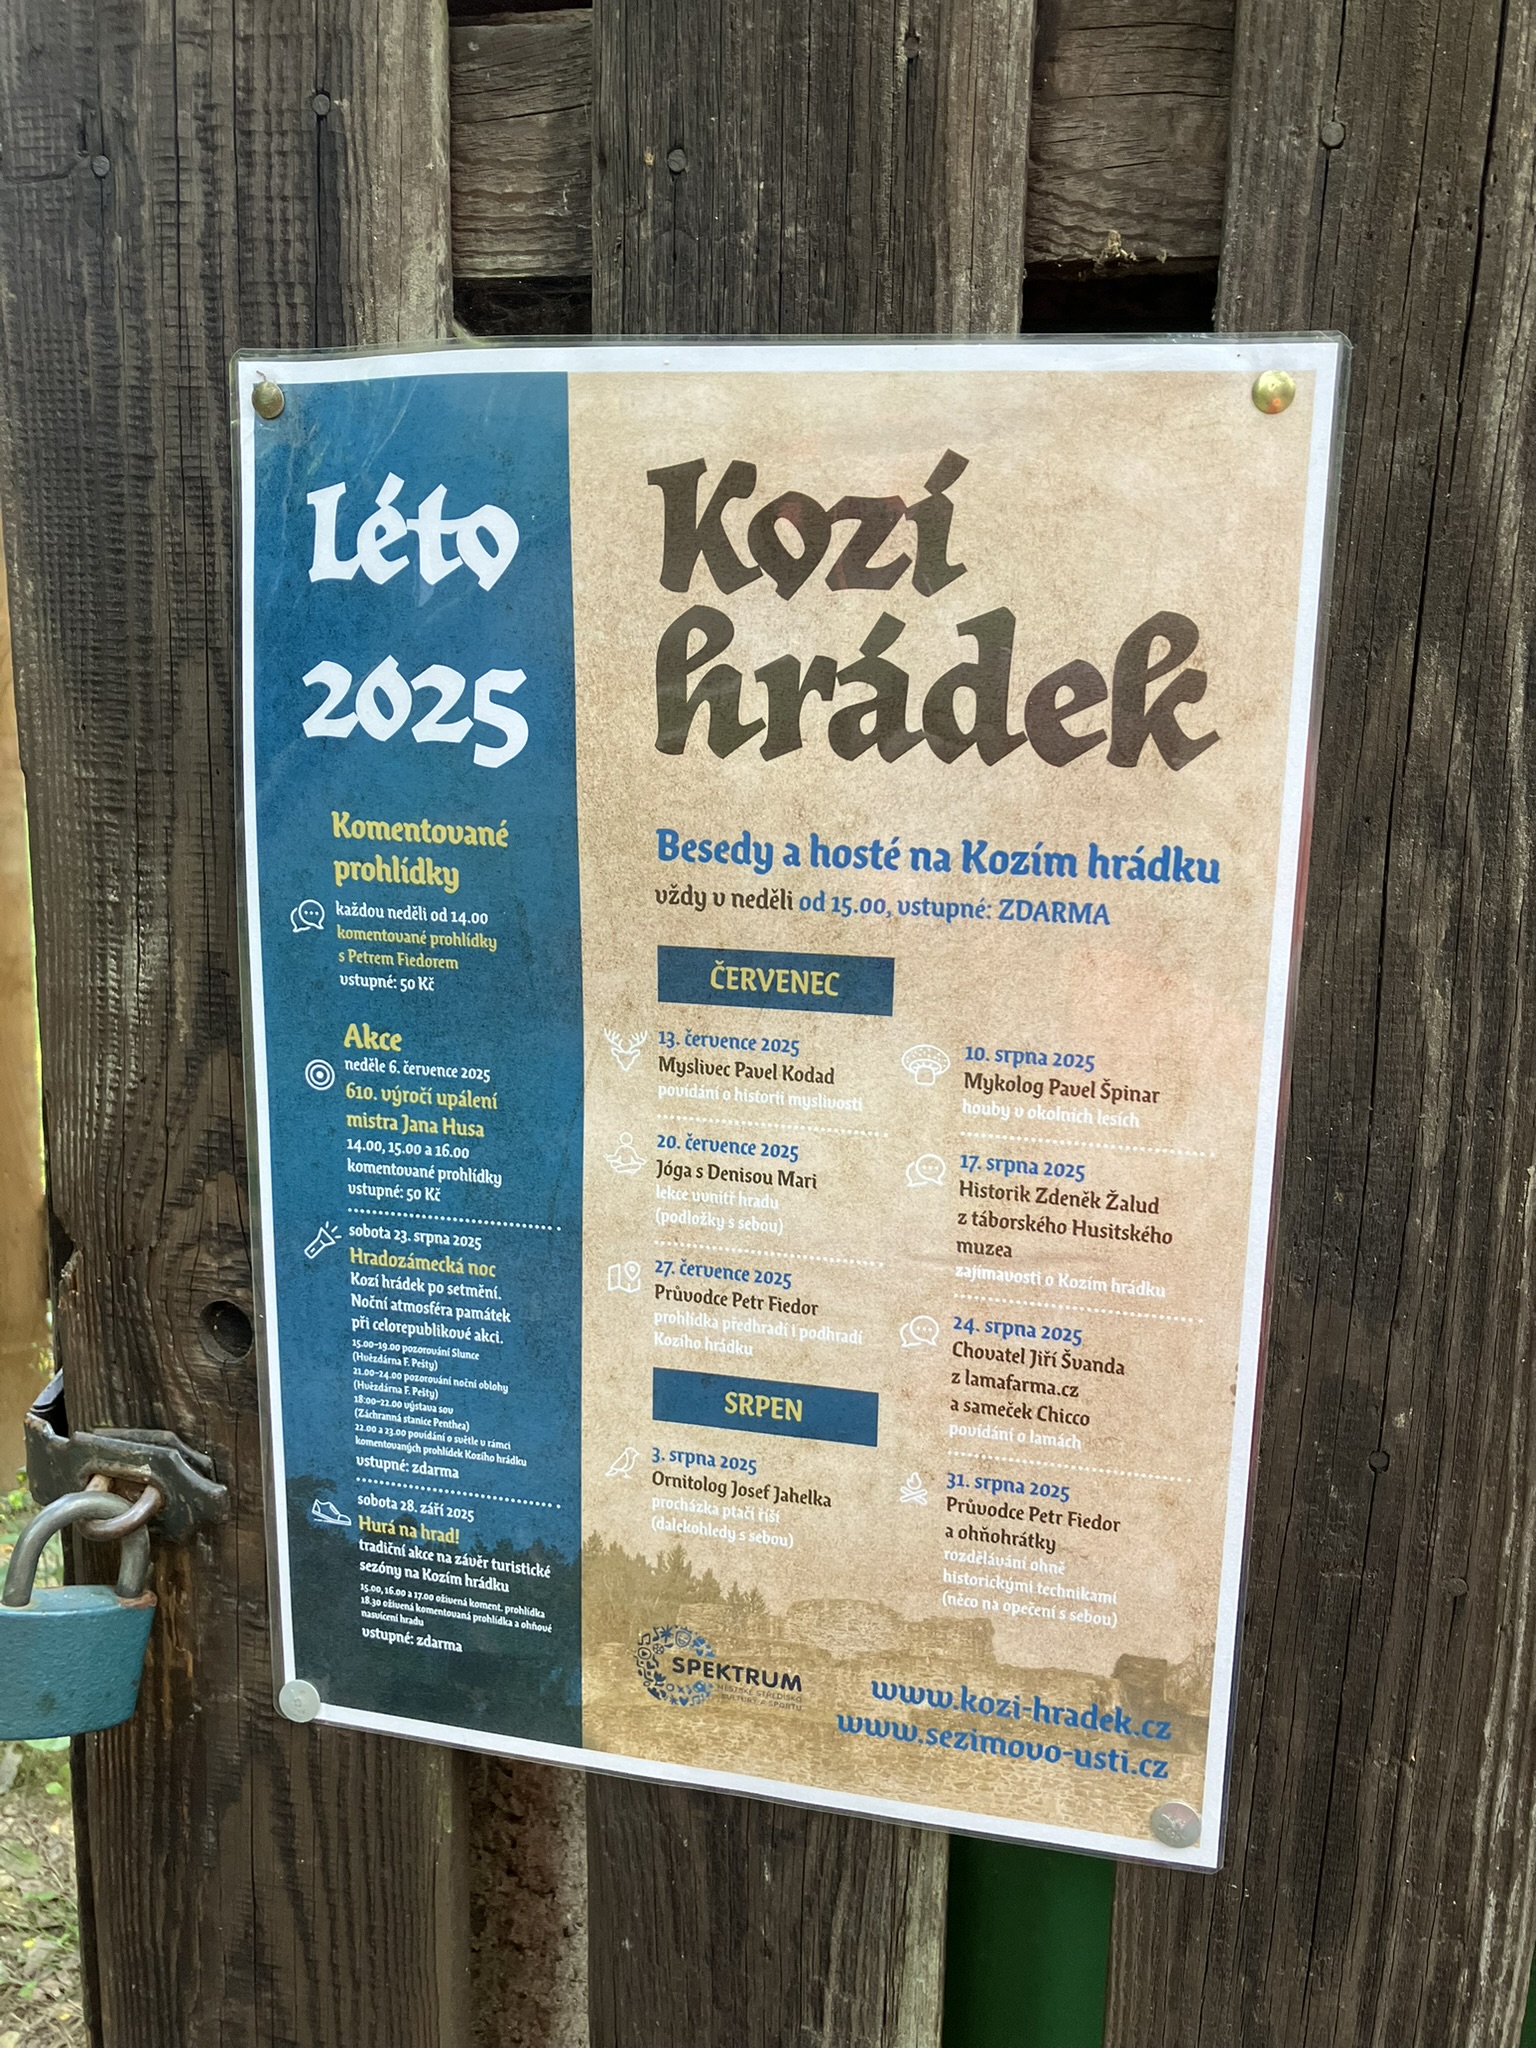 Léto
2025
Komentované
prohlídky
každou neděli od 14.00
komentované prohlídky
s Petrem Fiedorem
vstupné: 50 Kč
Akce
neděle 6. července 2025
610. výročí upálení
mistra Jana Husa
14.00, 15.00 a 16.00
komentované prohlídky
vstupné: 50 Kč
sobota 23. srpna 2025
Hradozámecká noc
Kozí hrádek po setmění.
Noční atmosféra památek
při celorepublikové akci.
15.00-19.00 pozorování Slunce
(Hvězdárna F. Pešty)
21.00-24.00 pozorování noční oblohy
(Hvězdárna F. Pešty)
18:00-22.00 výstava sov
(Záchranná stanice Penthea)
22.00 a 23.00 povídání o světle v rámci
komentovaných prohlídek Kozího hrádku
vstupné: zdarma
sobota 28. září 2025
Hurá na hrad!
tradiční akce na závěr turistické
sezóny na Kozím hrádku
15.00, 16.00 a 17.00 oživená koment. prohlídka
18.30 oživená komentovaná prohlídka a ohňové
nasvícení hradu
vstupné: zdarma
Kozí
hrádek
Besedy a hosté na Kozím hrádku
vždy v neděli od 15.00, vstupné: ZDARMA
ČERVENEC
13. července 2025
Myslivec Pavel Kodad
povídání o historii myslivosti
20. července 2025
Jóga s Denisou Mari
lekce uvnitř hradu
(podložky s sebou)
27. července 2025
Průvodce Petr Fiedor
prohlídka předhradí i podhradí
Kozího hrádku
SRPEN
3. srpna 2025
Ornitolog Josef Jahelka
procházka ptačí říší
(dalekohledy s sebou)
10. srpna 2025
Mykolog Pavel Špinar
houby v okolních lesích
17. srpna 2025
Historik Zdeněk Žalud
z táborského Husitského
muzea
zajímavosti o Kozím hrádku
24. srpna 2025
Chovatel Jiří Švanda
z lamafarma.cz
a sameček Chicco
povídání o lamách
31. srpna 2025
Průvodce Petr Fiedor
a ohňohrátky
rozdělávání ohně
historickými technikami
(něco na opečení s sebou)
SPEKTRUM
MĚSTSKÉ STŘEDISKO
KULTURY A SPORTU
www.kozi-hradek.cz
www.sezimovo-usti.cz